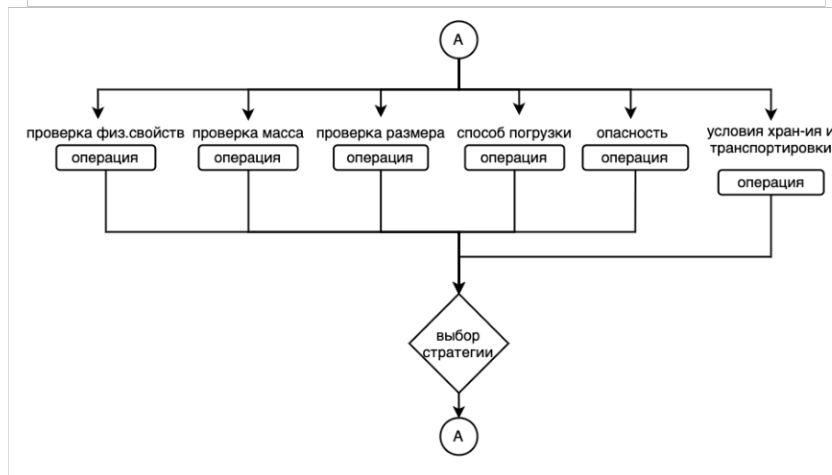 A
проверка физ.свойств
операция
проверка масса
операция
проверка размера
операция
способ погрузки
операция
опасность
операция
условия хран-ия и
транспортировки
операция
выбор
стратегии
A